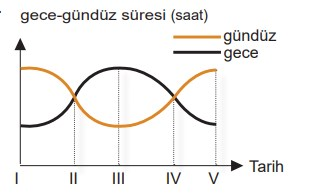 gece-gündüz süresi (saat)
gündüz
gece
I II III IV V Tarih